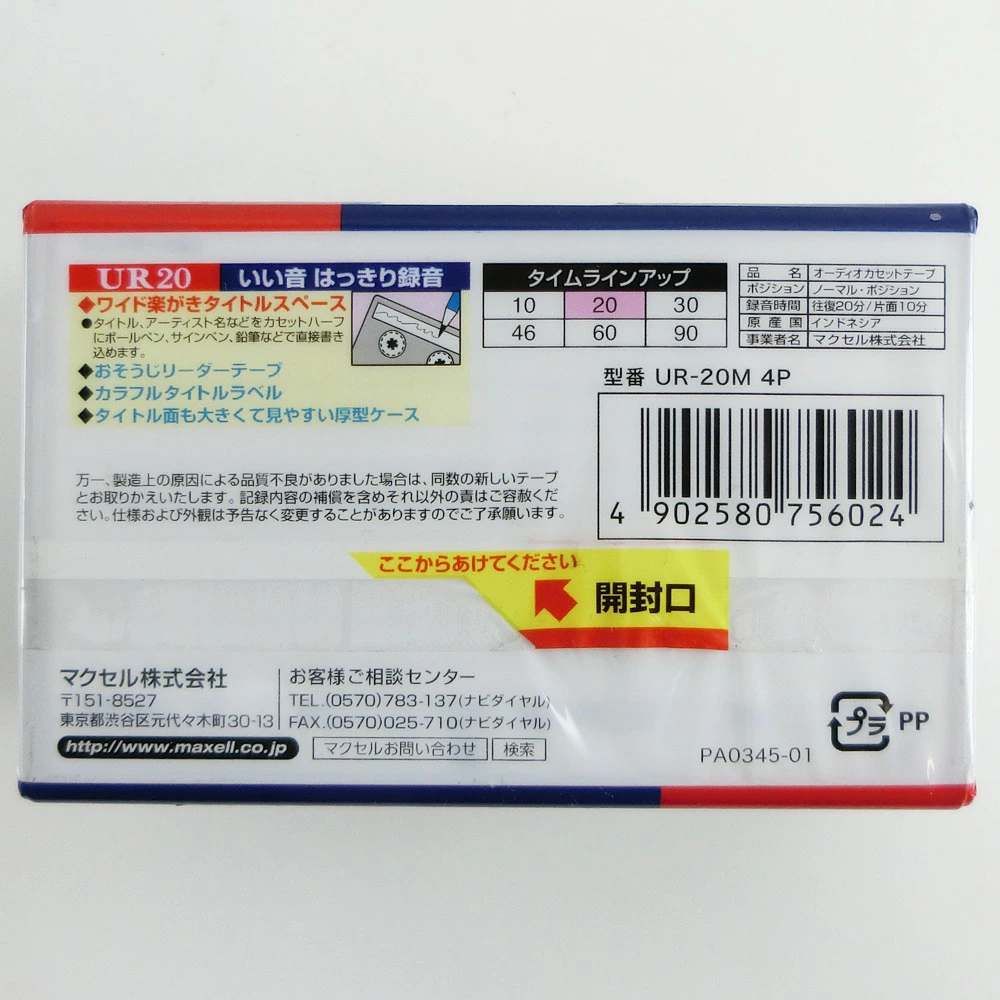 UR20 いい音 はっきり録音
◆ワイド楽がきタイトルスペース
●タイトル、アーティスト名などをカセットハーフ
にボールペン、サインペン、鉛筆などで直接書き
込めます。
◆おそうじリーダーテープ
◆カラフルタイトルラベル
◆タイトル面も大きくて見やすい厚型ケース
タイムラインアップ
10 20 30
46 60 90
品名 オーディオカセットテープ
ポジション ノーマル・ポジション
録音時間 往復20分/片面10分
原産国 インドネシア
事業者名 マクセル株式会社
型番 UR-20M 4P
4 902580 756024
万一、製造上の原因による品質不良がありました場合は、同数の新しいテープ
とお取りかえいたします。記録内容の補償を含めそれ以外の責はご容赦くだ
さい。仕様および外観は予告なく変更することがありますのでご了承願います。
ここからあけてください
開封口
マクセル株式会社
〒151-8527
東京都渋谷区元代々木町30-13
http://www.maxell.co.jp
お客様ご相談センター
TEL.(0570)783-137(ナビダイヤル)
FAX.(0570)025-710(ナビダイヤル)
マクセルお問い合わせ 検索
プラ PP
PA0345-01